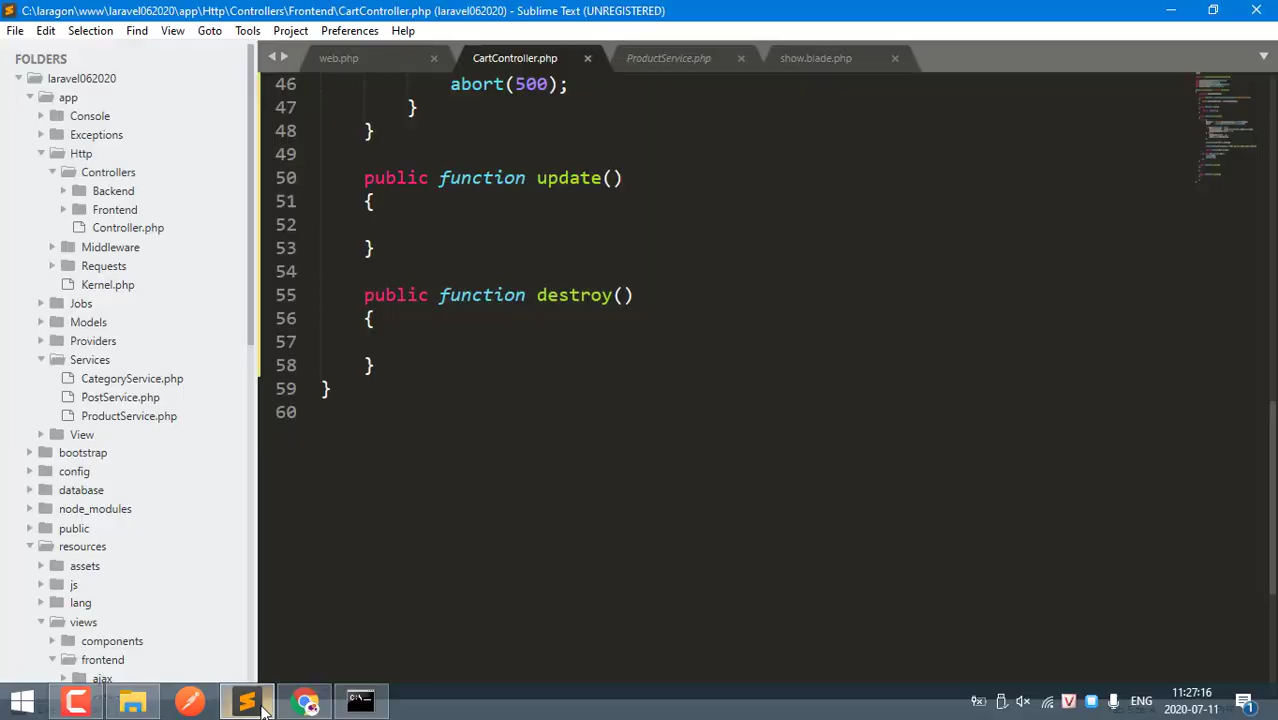 C:\laragon\www\laravel062020\app\Http\Controllers\Frontend\CartController.php (laravel062020) - Sublime Text (UNREGISTERED)
File Edit Selection Find View Goto Tools Project Preferences Help
FOLDERS
laravel062020
app
Console
Exceptions
Http
Controllers
Backend
Frontend
Controller.php
Middleware
Requests
Kernel.php
Jobs
Models
Providers
Services
CategoryService.php
PostService.php
ProductService.php
View
bootstrap
config
database
node_modules
public
resources
assets
js
lang
views
components
frontend
ajax
web.php CartController.php ProductService.php show.blade.php
46 abort(500);
47 }
48 }
49
50 public function update()
51 {
52
53 }
54
55 public function destroy()
56 {
57
58 }
59 }
60
ENG
11:27:16
2020-07-11
1